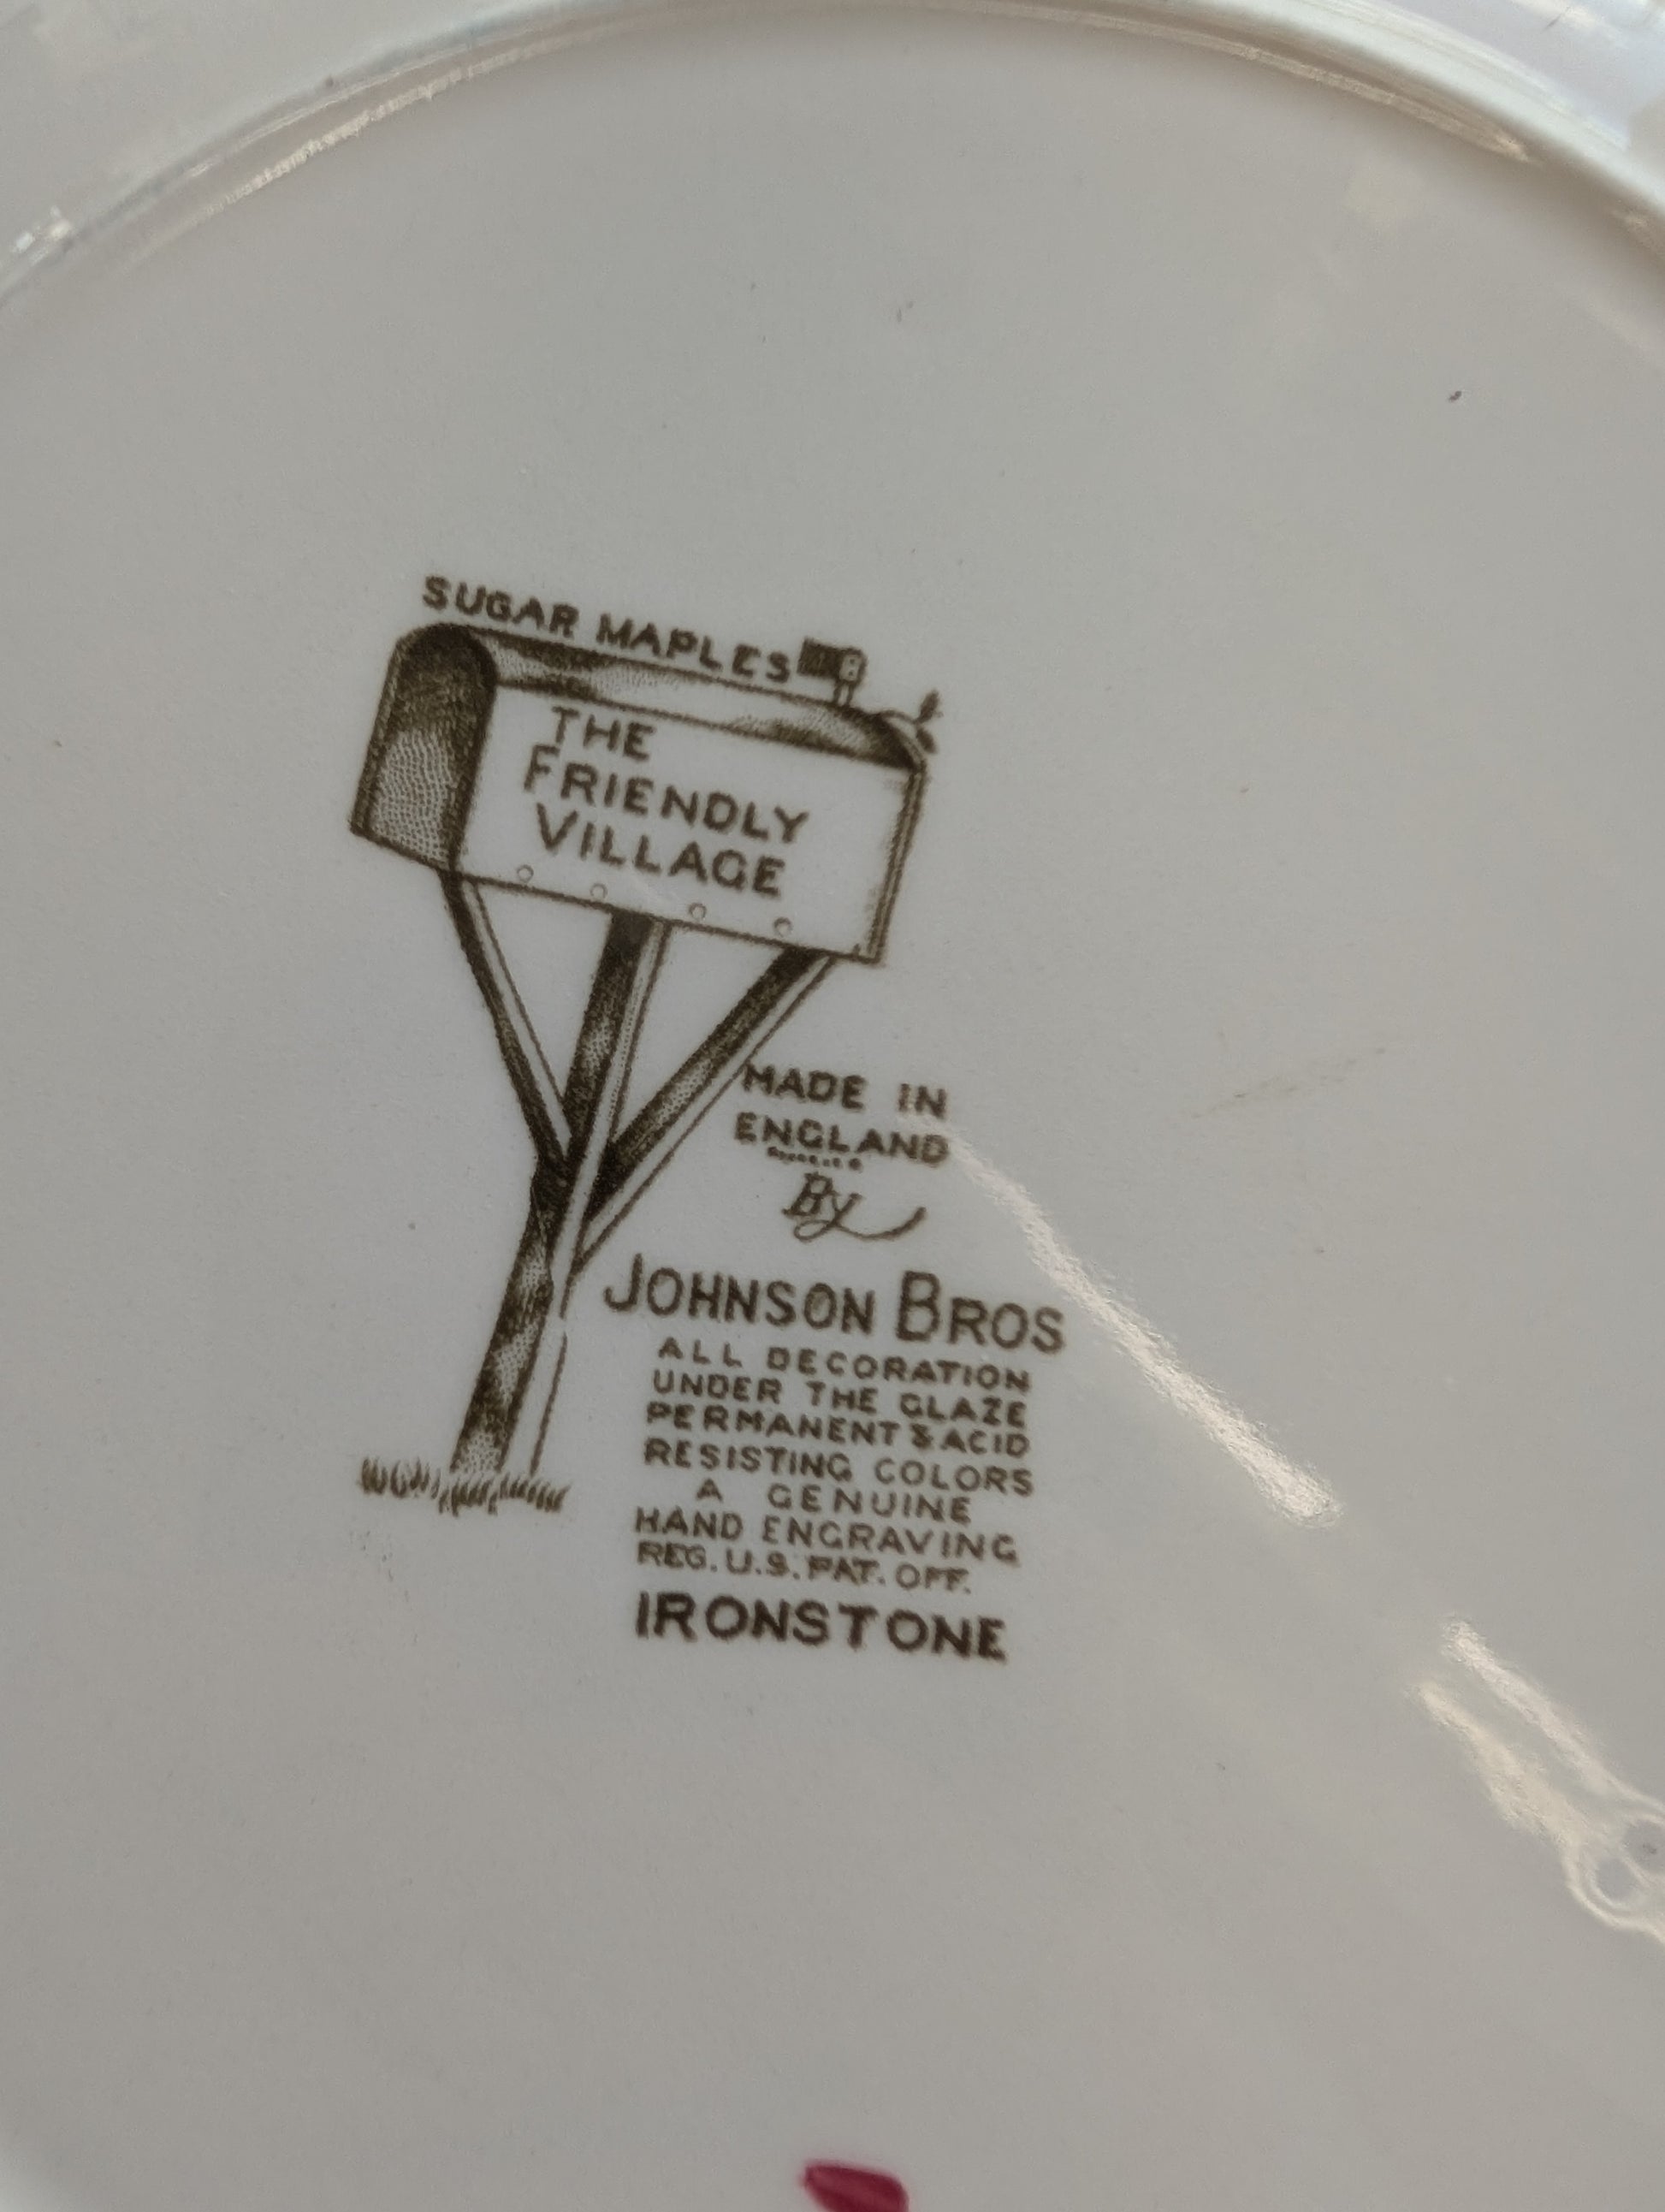 SUGAR MAPLES
THE
FRIENDLY
VILLAGE
MADE IN
ENGLAND
By
JOHNSON BROS
ALL DECORATION
UNDER THE GLAZE
PERMANENT & ACID
RESISTING COLORS
A GENUINE
HAND ENGRAVING
REG. U.S. PAT. OFF.
IRONSTONE